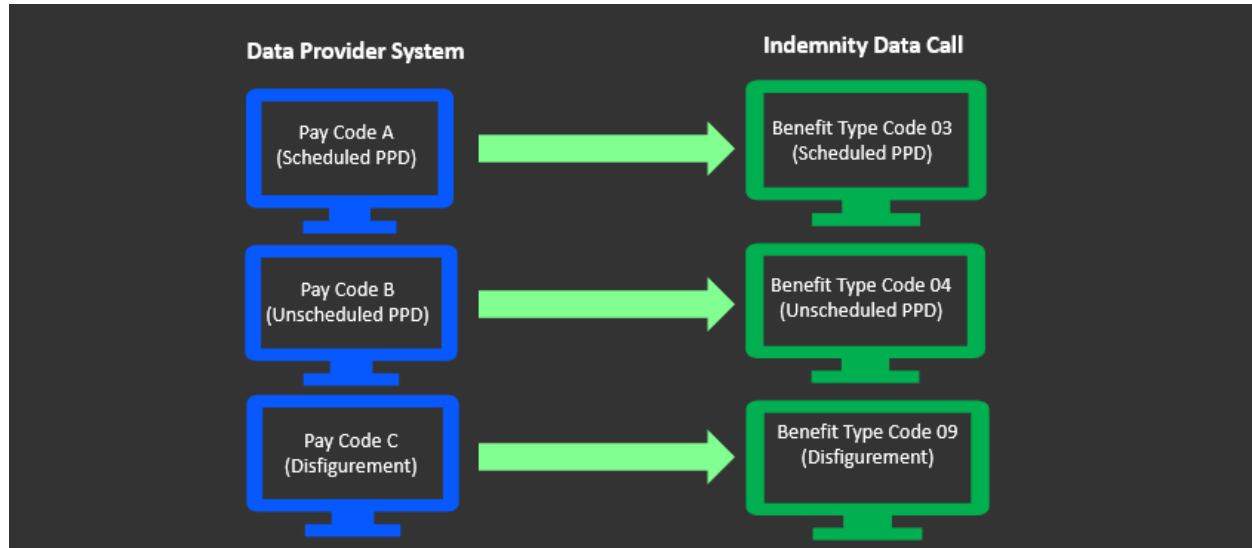 Data Provider System
Indemnity Data Call
Pay Code A
(Scheduled PPD)
Benefit Type Code 03
(Scheduled PPD)
Pay Code B
(Unscheduled PPD)
Benefit Type Code 04
(Unscheduled PPD)
Pay Code C
(Disfigurement)
Benefit Type Code 09
(Disfigurement)